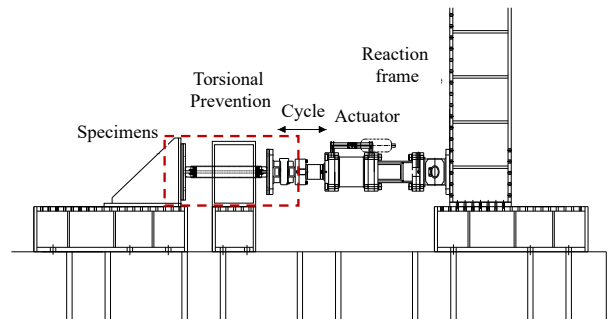 Reaction
frame
Torsional
Prevention
Cycle
Actuator
Specimens